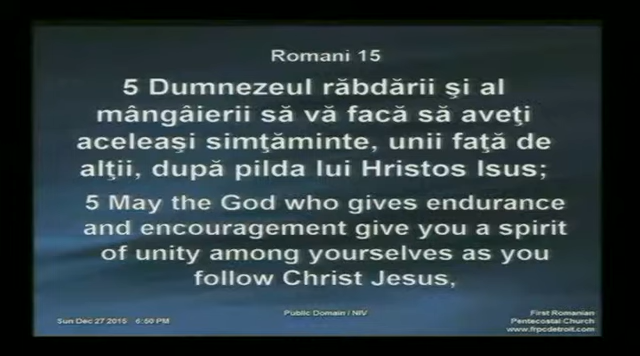 Romani 15
5 Dumnezeul răbdării şi al
mângâierii să vă facă să aveţi
aceleaşi simţăminte, unii faţă de
alţii, după pilda lui Hristos Isus;
5 May the God who gives endurance
and encouragement give you a spirit
of unity among yourselves as you
follow Christ Jesus,
Sun Dec 27 2015 6:50 PM
Public Domain / NIV
First Romanian
Pentecostal Church
www.frpcdetroit.com